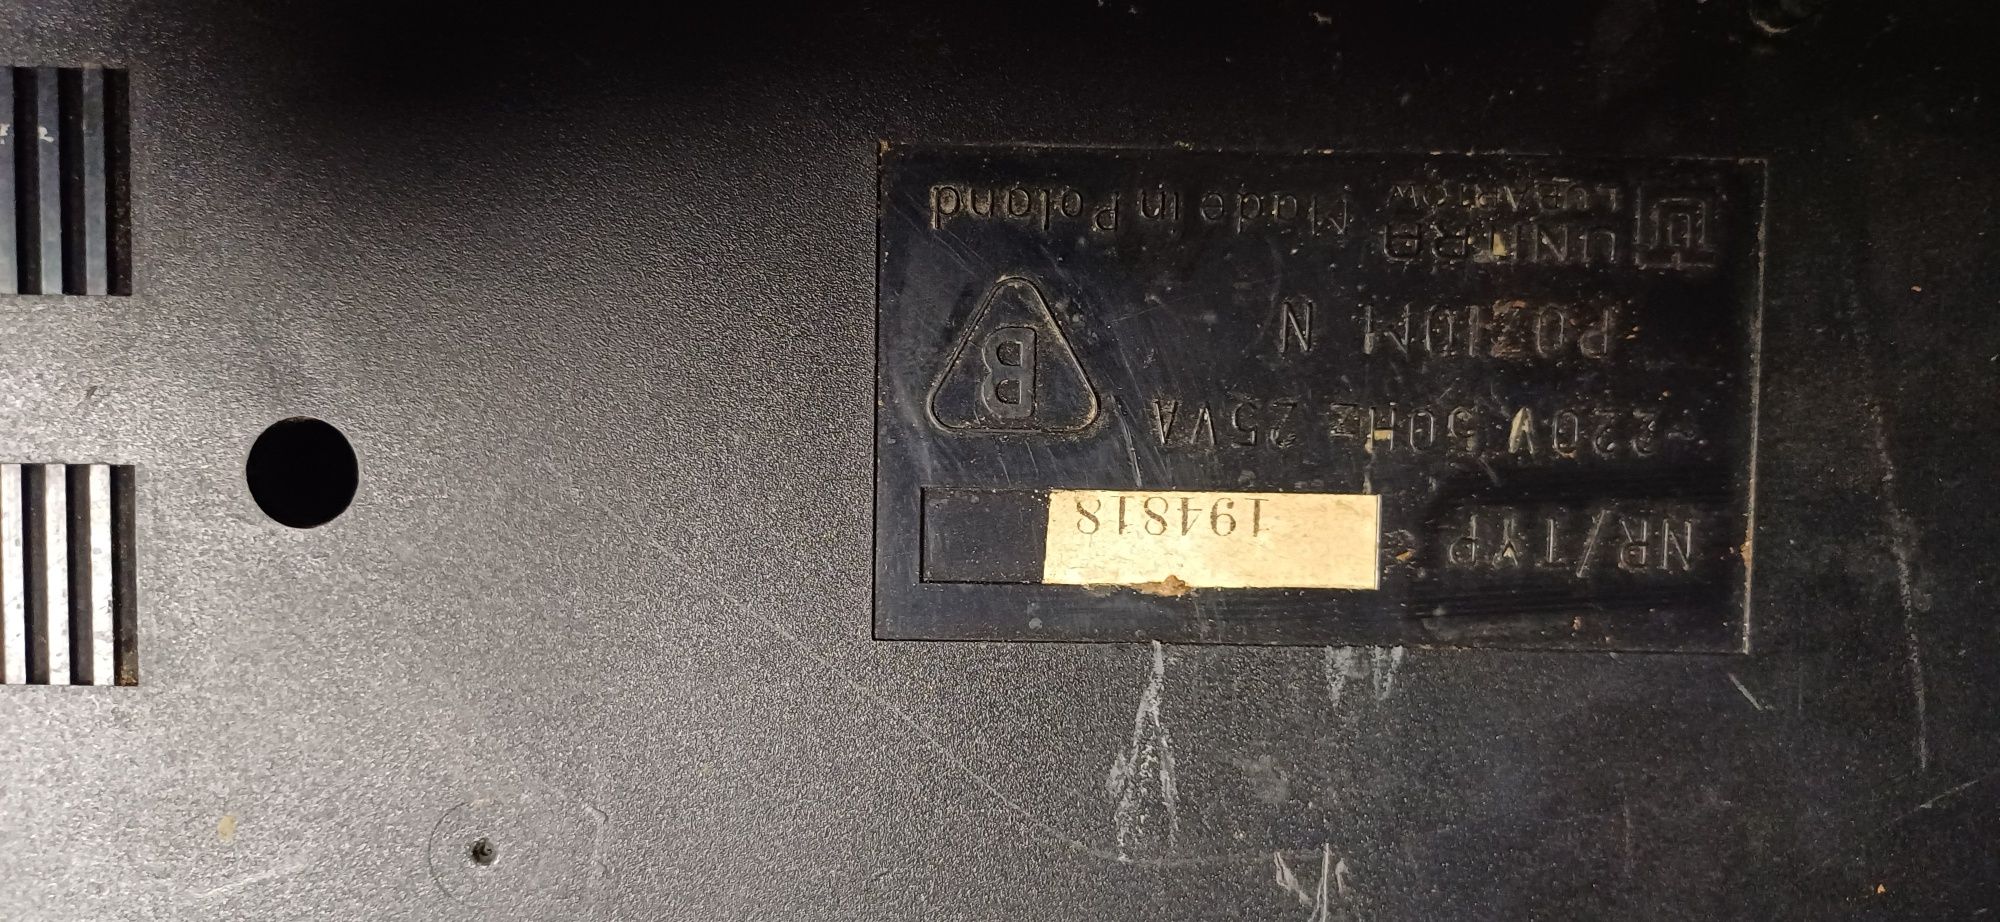 UNITRA Made in Poland
LUBARTÓW
POZIOM N
B
~220V 50Hz 25VA
NR/TYP
194818